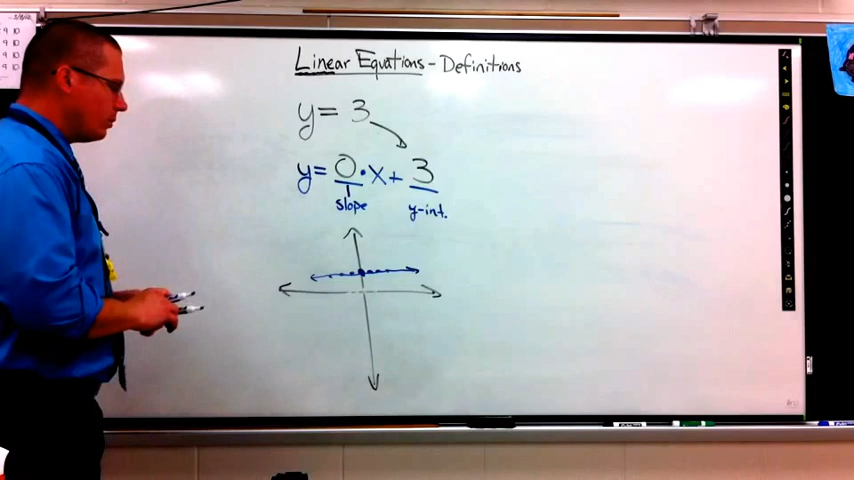 Linear Equations - Definitions
y = 3
y = 0 · x + 3
slope y-int.